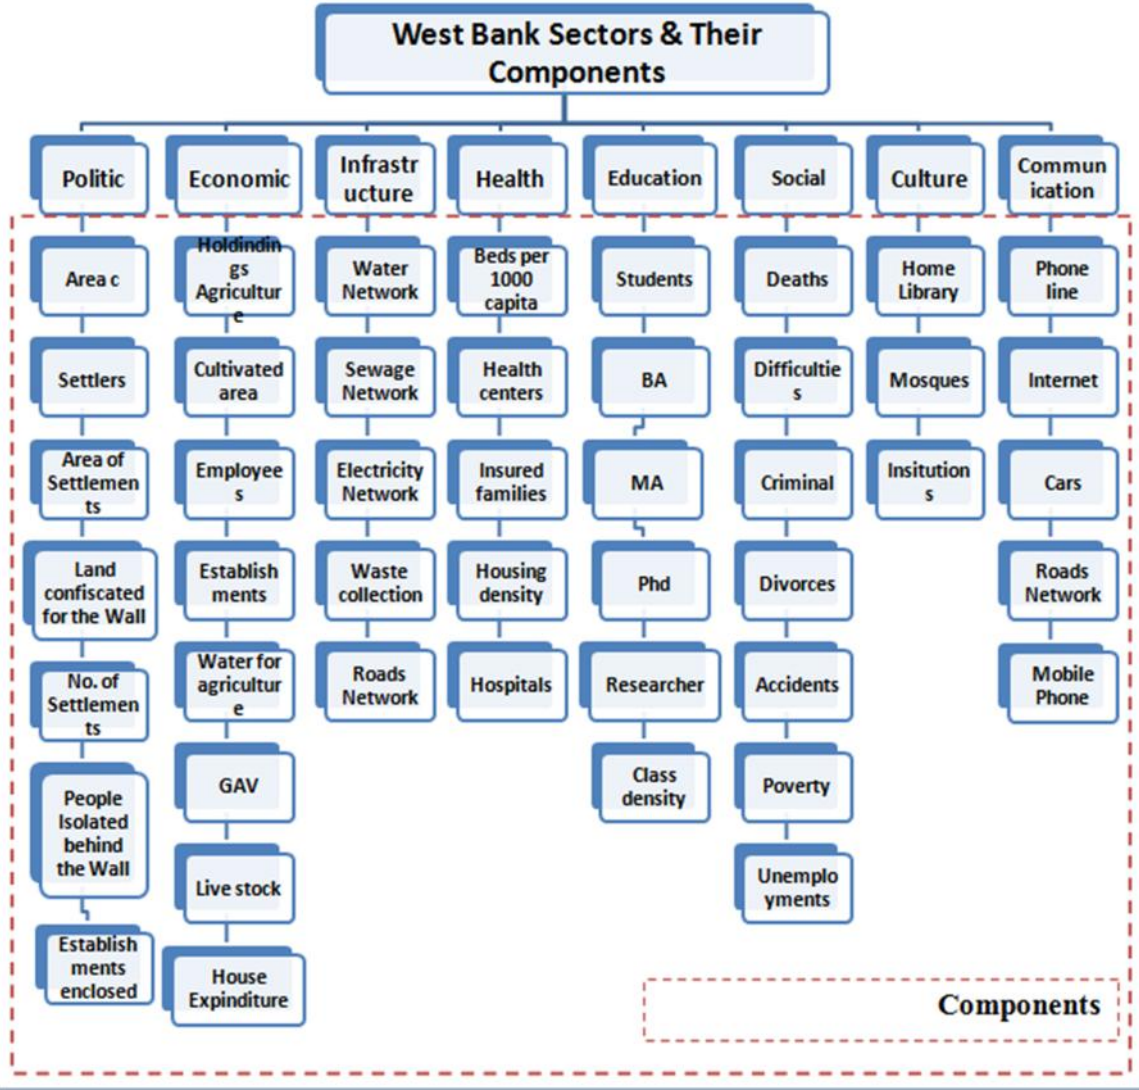 West Bank Sectors & Their
Components
Politic
Economic
Infrastr
ucture
Health
Education
Social
Culture
Commun
ication
Area c
Settlers
Area of
Settlemen
ts
Land
confiscated
for the Wall
No. of
Settlemen
ts
People
Isolated
behind
the Wall
Establish
ments
enclosed
Holdindin
gs
Agricultur
e
Cultivated
area
Employee
s
Establish
ments
Water for
agricultur
e
GAV
Live stock
House
Expinditure
Water
Network
Sewage
Network
Electricity
Network
Waste
collection
Roads
Network
Beds per
1000
capita
Health
centers
Insured
families
Housing
density
Hospitals
Students
BA
MA
Phd
Researcher
Class
density
Deaths
Difficultie
s
Criminal
Divorces
Accidents
Poverty
Unemplo
yments
Home
Library
Mosques
Insitution
s
Phone
line
Internet
Cars
Roads
Network
Mobile
Phone
Components